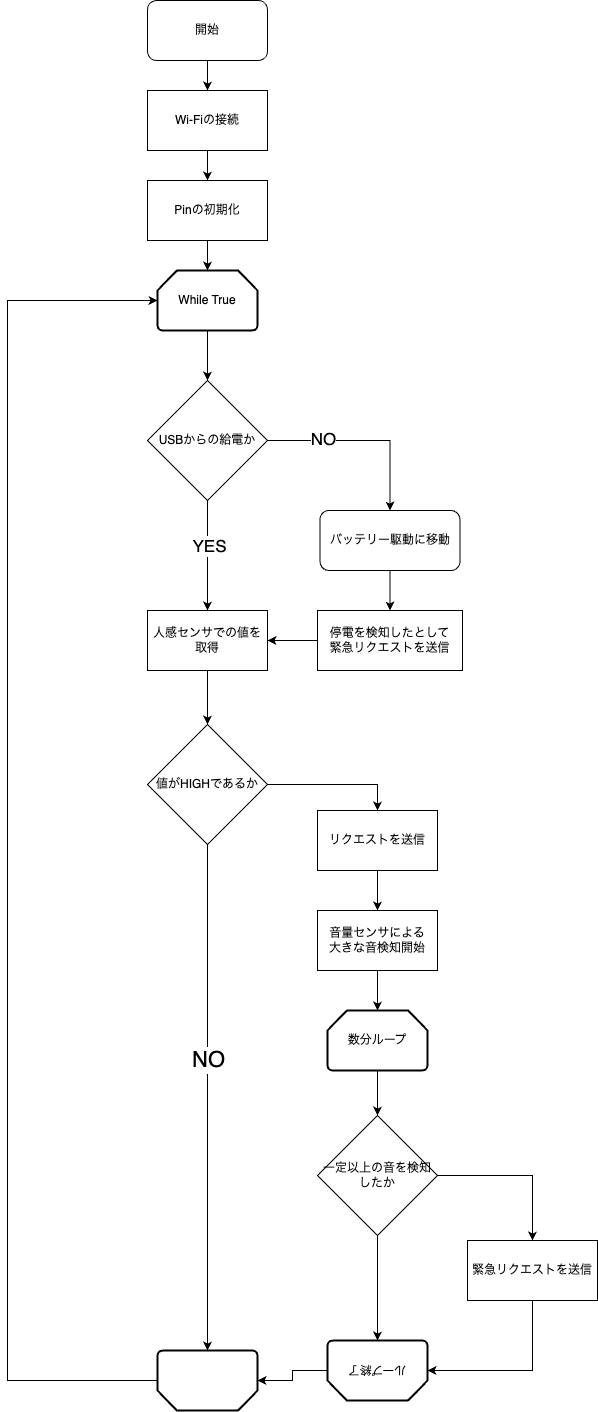 開始
Wi-Fiの接続
Pinの初期化
While True
USBからの給電か
NO
バッテリー駆動に移動
YES
人感センサでの値を
取得
停電を検知したとして
緊急リクエストを送信
値がHIGHであるか
リクエストを送信
音量センサによる
大きな音検知開始
数分ループ
NO
一定以上の音を検知
したか
緊急リクエストを送信
ループ終了